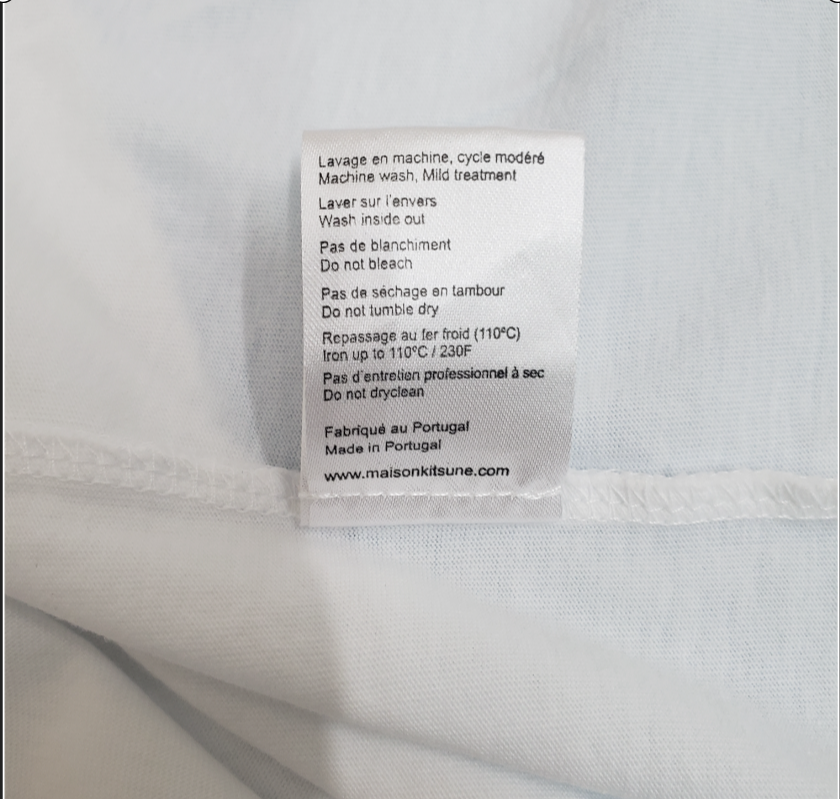 Lavage en machine, cycle modéré
Machine wash, Mild treatment
Laver sur l'envers
Wash inside out
Pas de blanchiment
Do not bleach
Pas de séchage en tambour
Do not tumble dry
Repassage au fer froid (110°C)
Iron up to 110°C / 230F
Pas d'entretien professionnel à sec
Do not dryclean
Fabriqué au Portugal
Made in Portugal
www.maisonkitsune.com